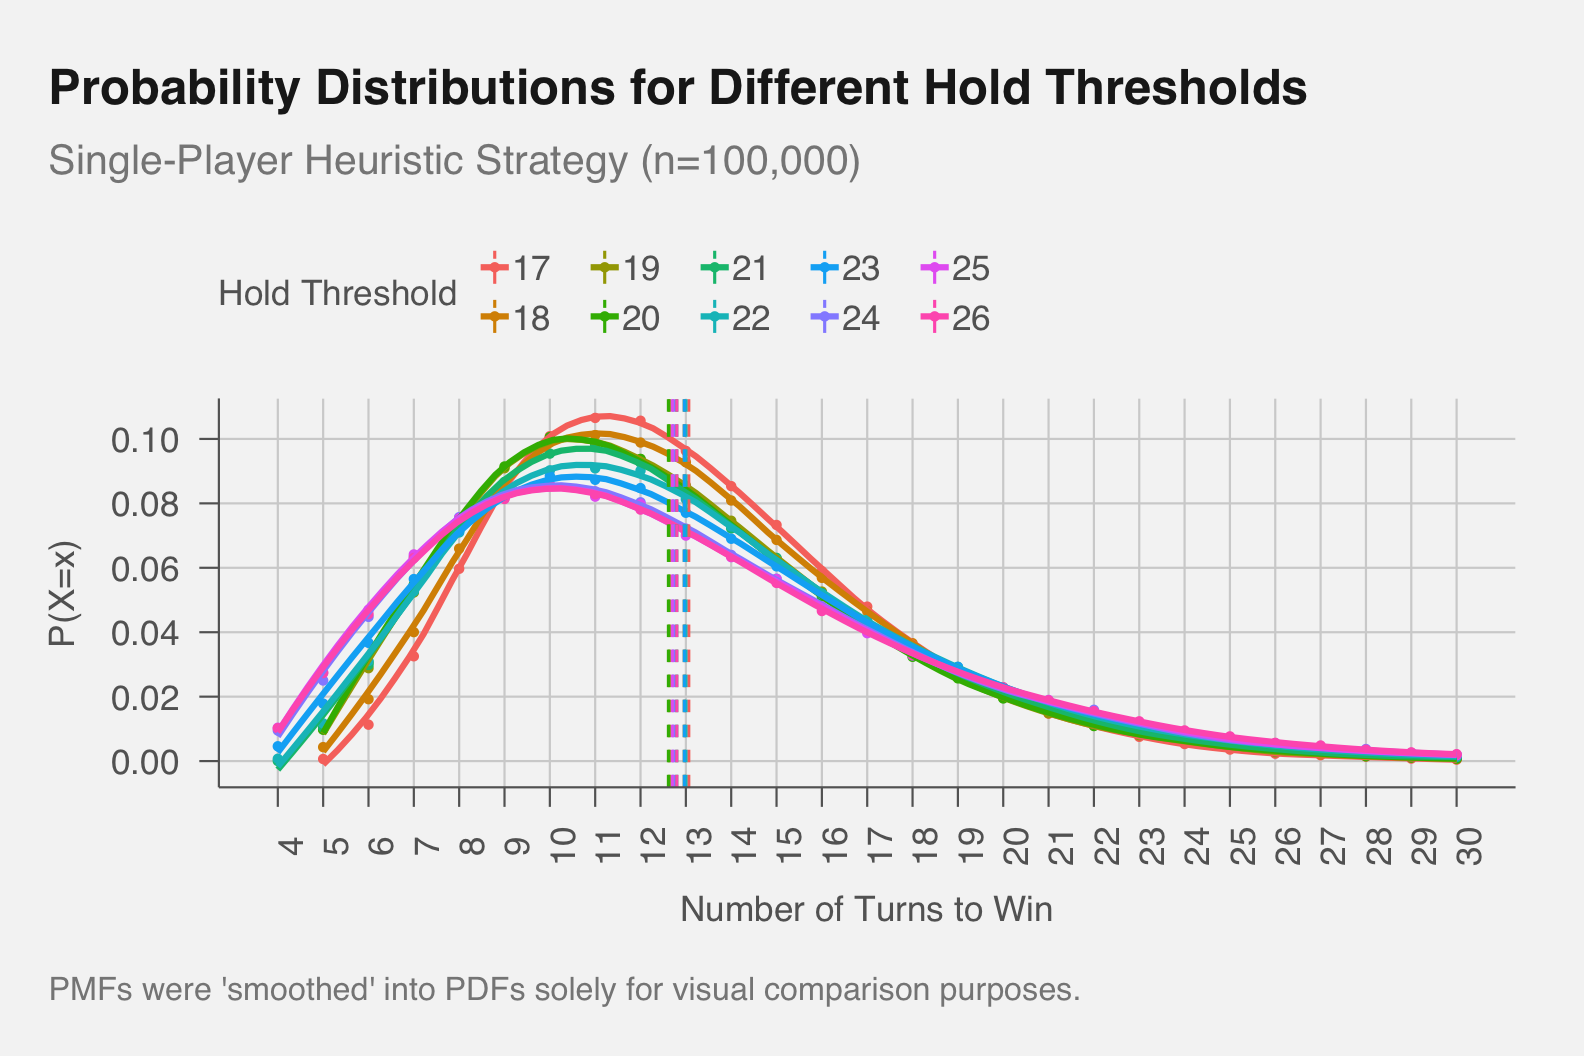 Probability Distributions for Different Hold Thresholds
Single-Player Heuristic Strategy (n=100,000)
Hold Threshold
17 19 21 23 25
18 20 22 24 26
P(X=x)
0.10
0.08
0.06
0.04
0.02
0.00
4 5 6 7 8 9 10 11 12 13 14 15 16 17 18 19 20 21 22 23 24 25 26 27 28 29 30
Number of Turns to Win
PMFs were 'smoothed' into PDFs solely for visual comparison purposes.